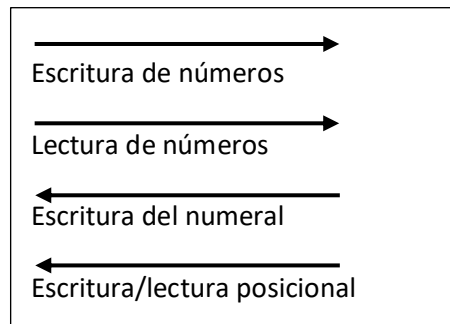 Escritura de números
Lectura de números
Escritura del numeral
Escritura/lectura posicional